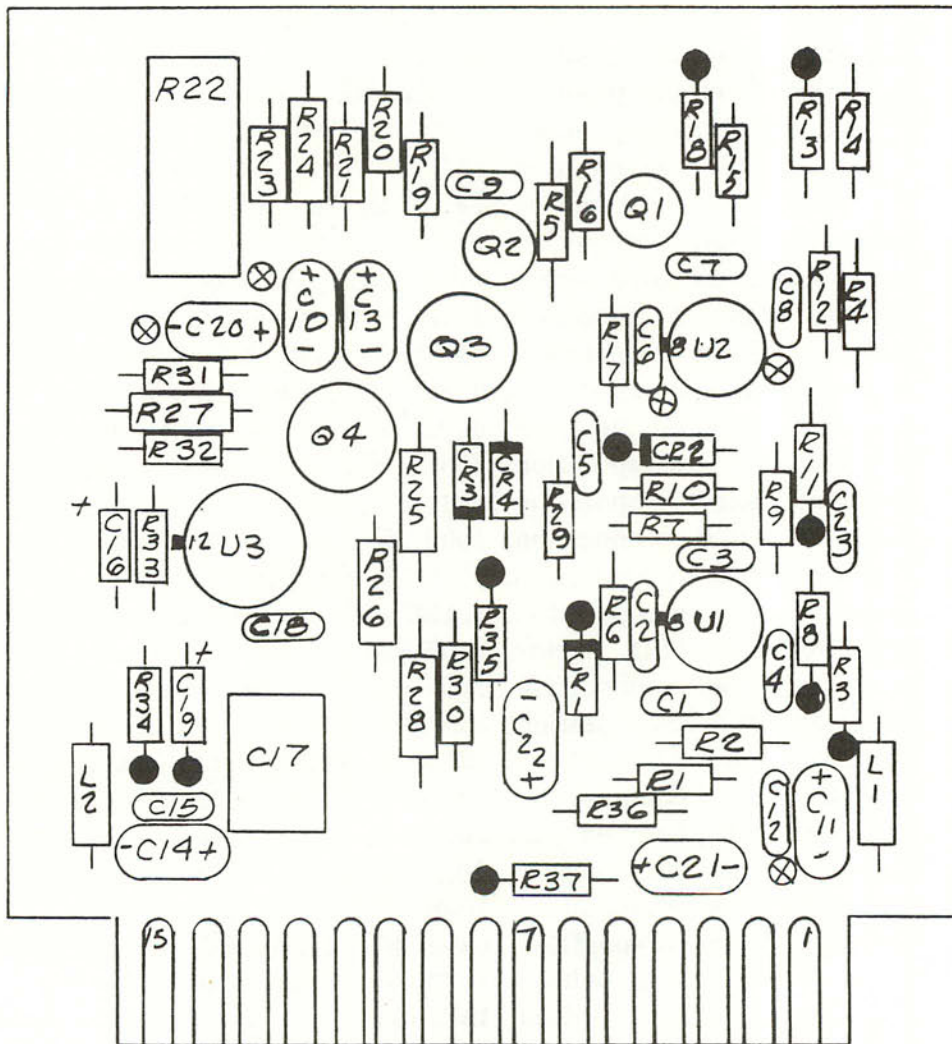 R22
R23
R24
R21
R20
R19
C9
R5
R16
Q1
R18
R15
R13
R14
Q2
C7
C8
R12
R4
-C20+
+C10-
+C13-
Q3
R17
C6
8 U2
R31
R27
R32
Q4
R25
CR3
CR4
C5
CR2
R10
R7
R29
R9
R11
C23
+
C16
R33
12 U3
R26
C3
C18
R35
R6
C2
8 U1
R8
CR1
C4
R3
R34
+
C19
R28
R30
-C22+
C1
R2
L2
C17
C15
R1
R36
C12
+C11-
L1
-C14+
R37
+C21-
15
7
1